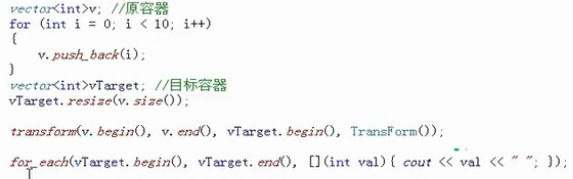 vector<int>v; //原容器
for (int i = 0; i < 10; i++)
{
v.push_back(i);
}
vector<int>vTarget; //目标容器
vTarget.resize(v.size());
transform(v.begin(), v.end(), vTarget.begin(), TransForm());
for_each(vTarget.begin(), vTarget.end(), [](int val){ cout << val << " "; });